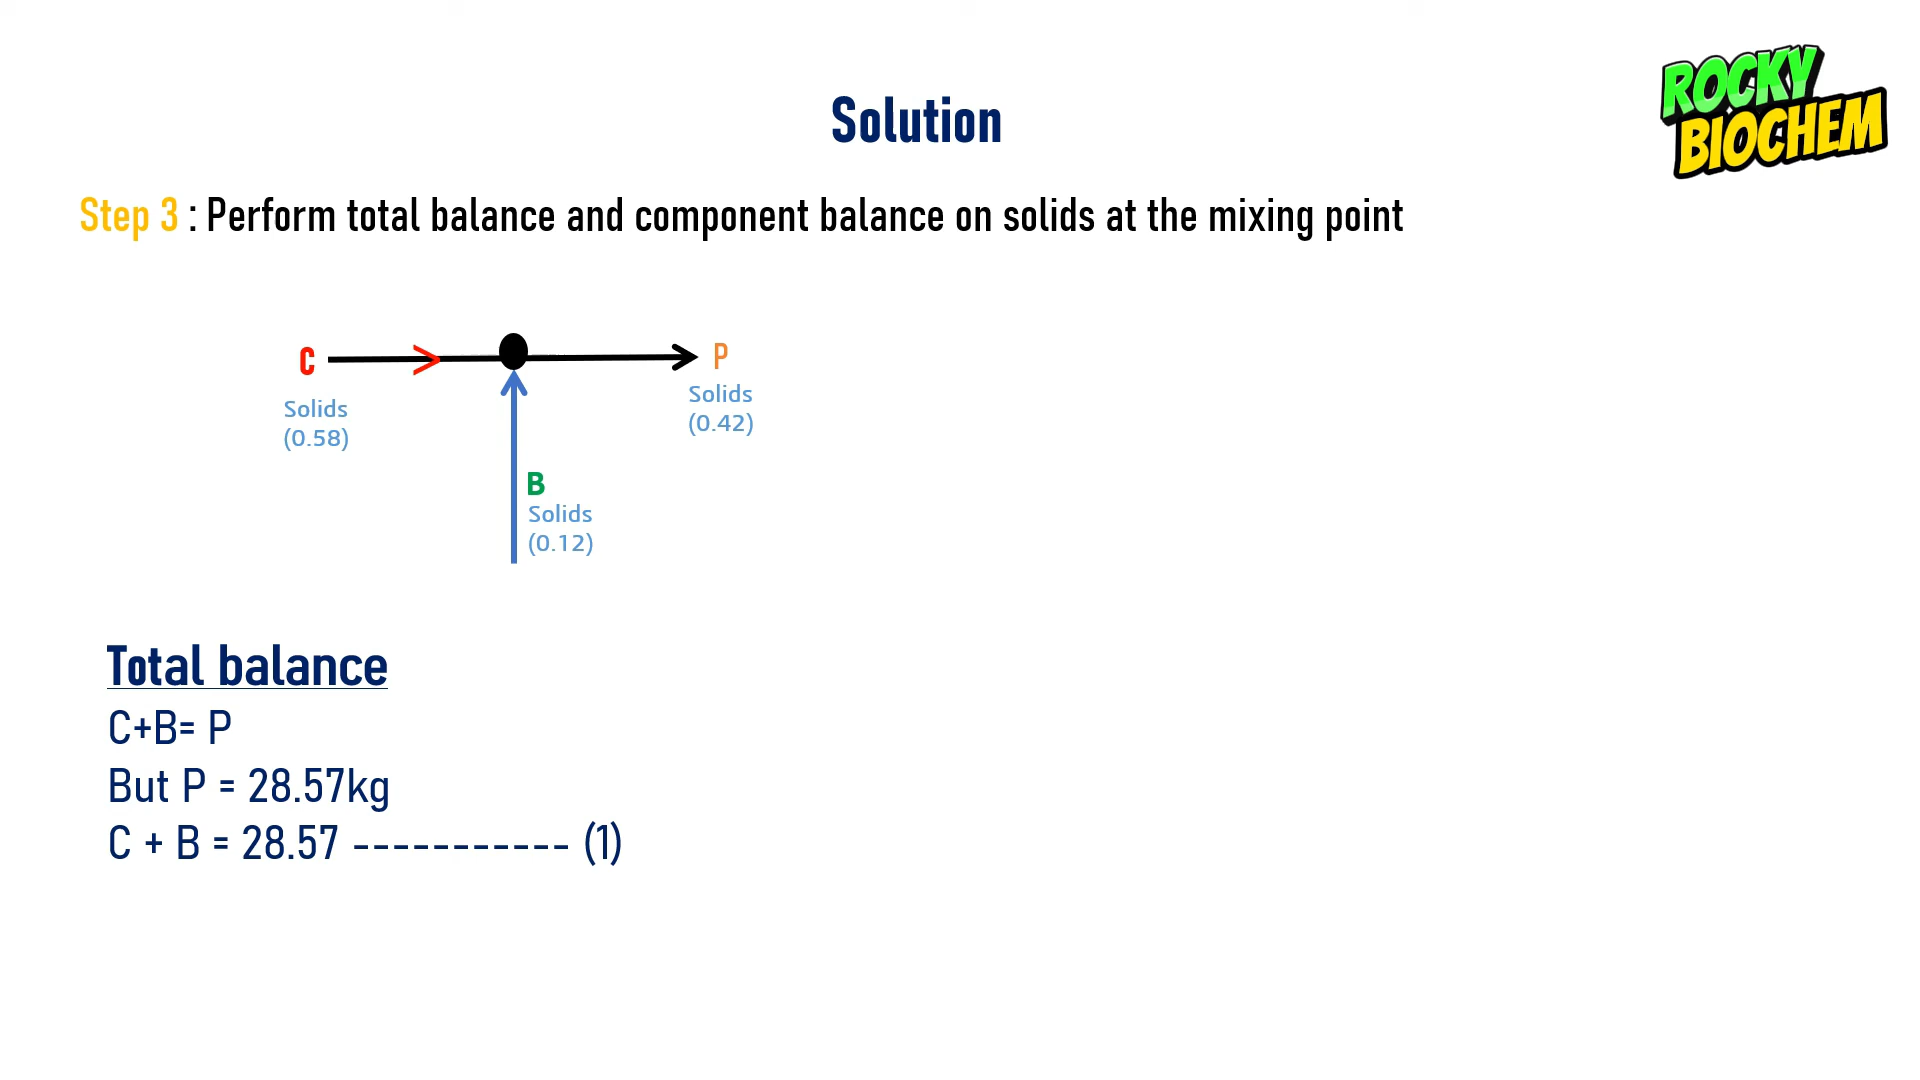 ROCKY
BIOCHEM
Solution
Step 3 : Perform total balance and component balance on solids at the mixing point
C
P
Solids
(0.42)
Solids
(0.58)
B
Solids
(0.12)
Total balance
C+B= P
But P = 28.57kg
C + B = 28.57 ----------- (1)